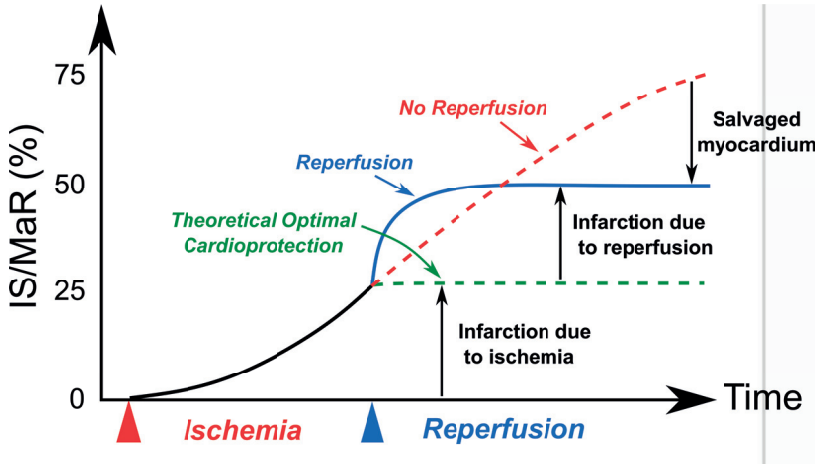 75
No Reperfusion
Salvaged
myocardium
Reperfusion
IS/MaR (%)
50
Theoretical Optimal
Cardioprotection
Infarction due
to reperfusion
25
Infarction due
to ischemia
0
Time
Ischemia
Reperfusion